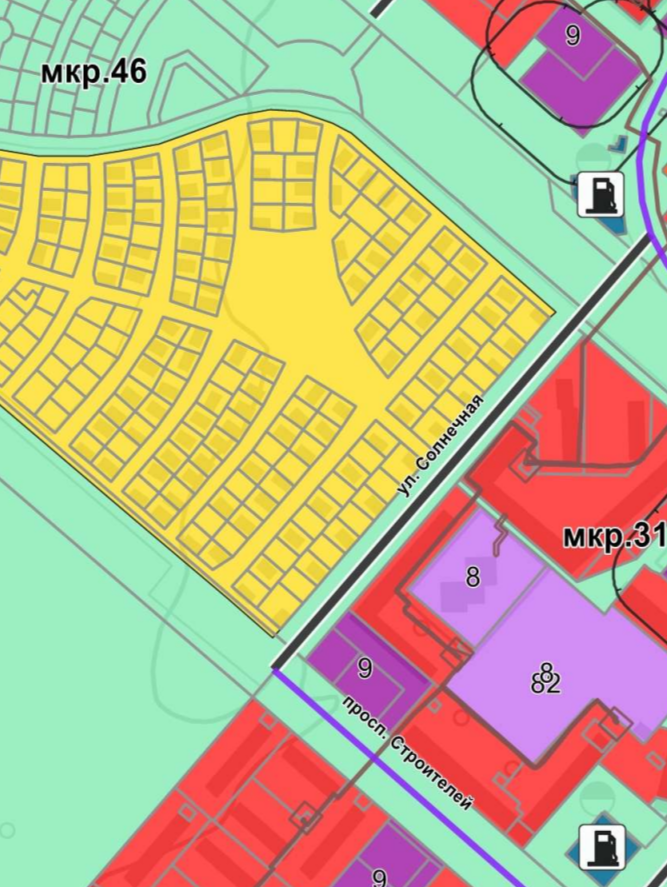 9
мкр.46
ул. Солнечная
мкр.31
8
8
82
9
просп. Строителей
9